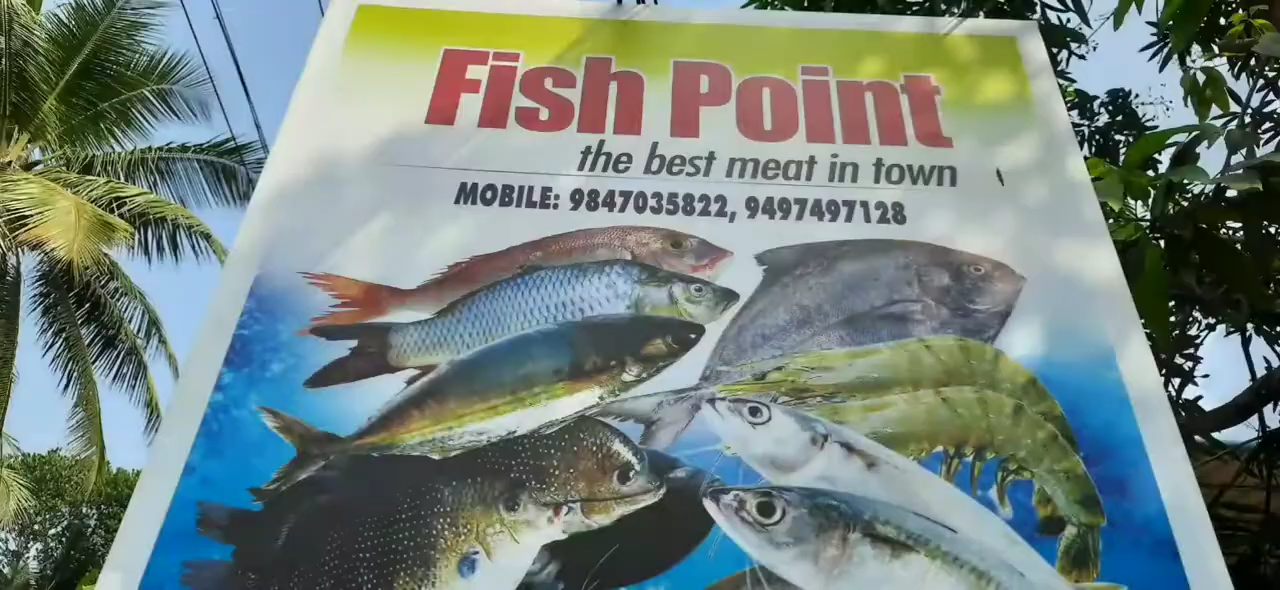 Fish Point
the best meat in town
MOBILE: 9847035822, 9497497128